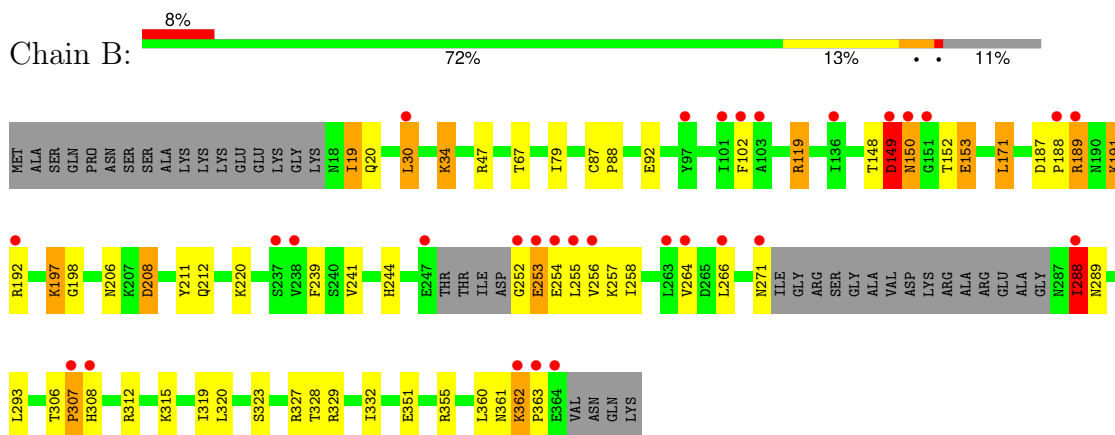 8%
Chain B:
72% 13% • • 11%
MET ALA SER GLN PRO ASN SER SER ALA LYS LYS LYS GLU GLU LYS GLY LYS N18 I19 Q20 L30 K34 R47 T67 I79 C87 P88 E92 Y97 I101 F102 A103 R119 I136 T148 D149 N150 G151 T152 E153 L171 D187 P188 R189 N190 K191
R192 K197 G198 N206 K207 D208 Y211 Q212 K220 S237 V238 F239 S240 V241 H244 E247 THR THR ILE ASP G252 E253 E254 L255 V256 K257 I258 L263 V264 D265 L266 N271 ILE GLY ARG SER GLY ALA VAL ASP LYS ARG ALA ARG GLU ALA GLY N287 I288 N289
L293 T306 P307 H308 R312 K315 I319 L320 S323 R327 T328 R329 I332 E351 R355 L360 N361 K362 P363 E364 VAL ASN GLN LYS